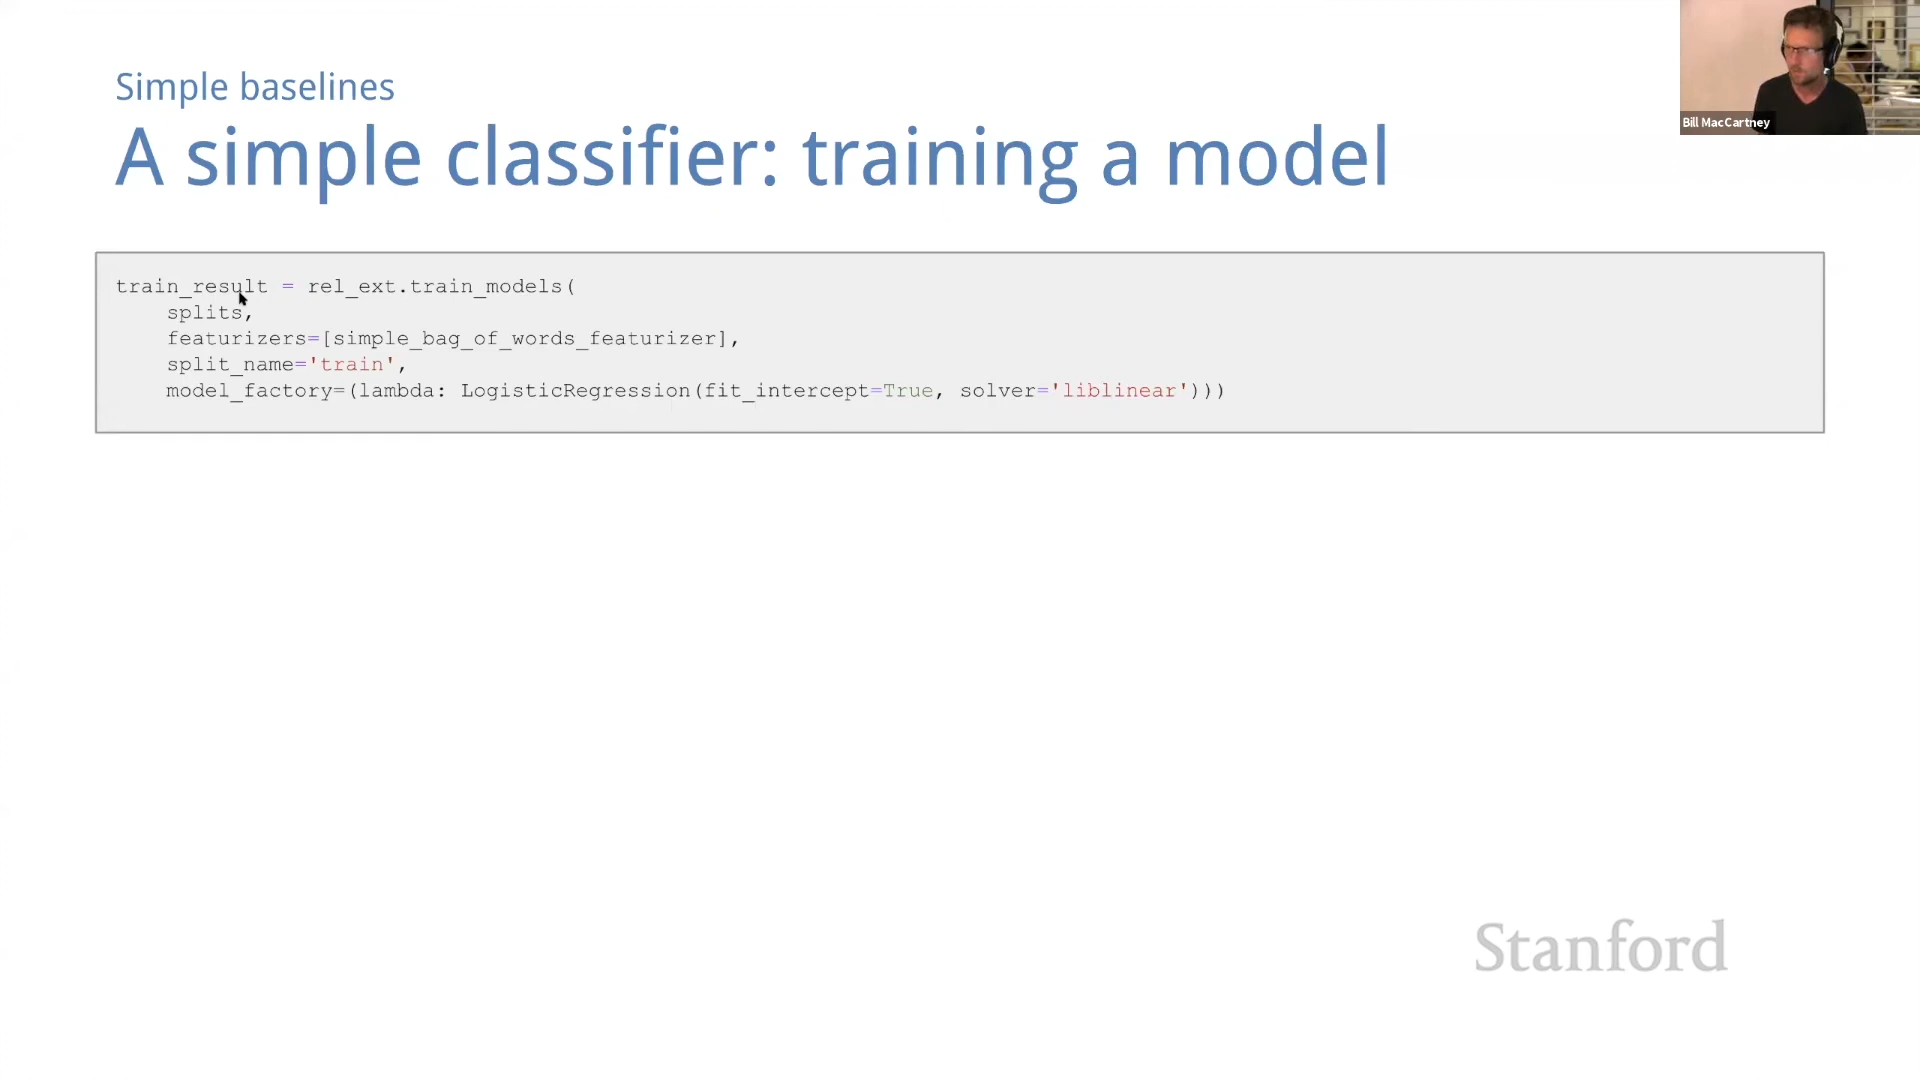 Simple baselines
A simple classifier: training a model
Bill MacCartney
train_result = rel_ext.train_models(
    splits,
    featurizers=[simple_bag_of_words_featurizer],
    split_name='train',
    model_factory=(lambda: LogisticRegression(fit_intercept=True, solver='liblinear')))
Stanford